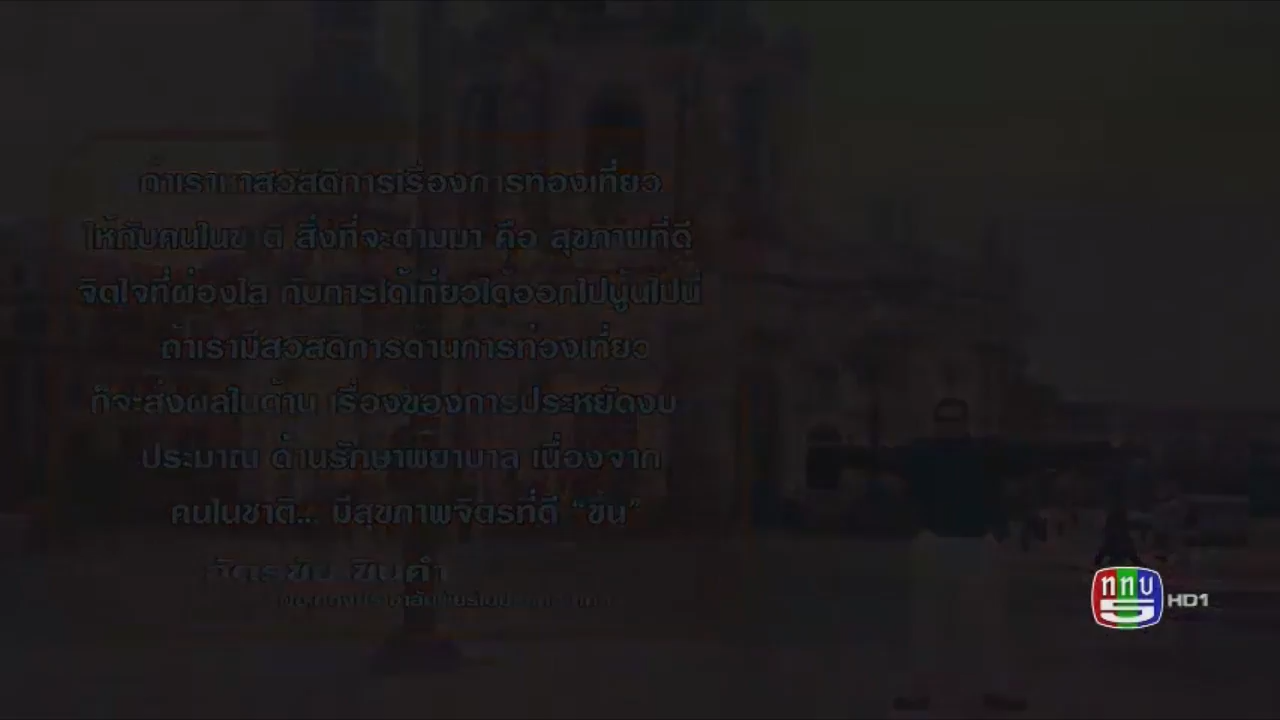 ถ้าเราเอาสวัสดิการเรื่องการท่องเที่ยว
ให้กับคนในชาติ สิ่งที่จะตามมา คือ สุขภาพที่ดี
จิตใจที่ผ่องใส กับการได้เที่ยวได้ออกไปนู้นไปนี่
ถ้าเรามีสวัสดิการด้านการท่องเที่ยว
ก็จะส่งผลในด้าน เรื่องของการประหยัดงบ
ประมาณ ด้านรักษาพยาบาล เนื่องจาก
คนในชาติ... มีสุขภาพจิตรที่ดี “ขึ้น”
ททบ
5 HD1